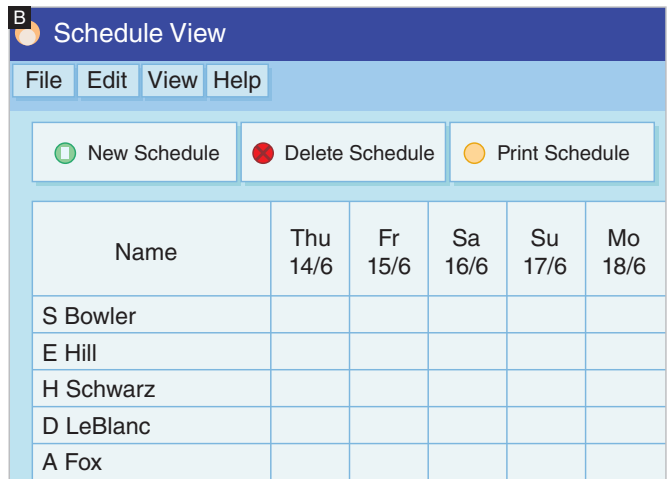 B
Schedule View
File Edit View Help
New Schedule Delete Schedule Print Schedule
Name Thu 14/6 Fr 15/6 Sa 16/6 Su 17/6 Mo 18/6
S Bowler
E Hill
H Schwarz
D LeBlanc
A Fox